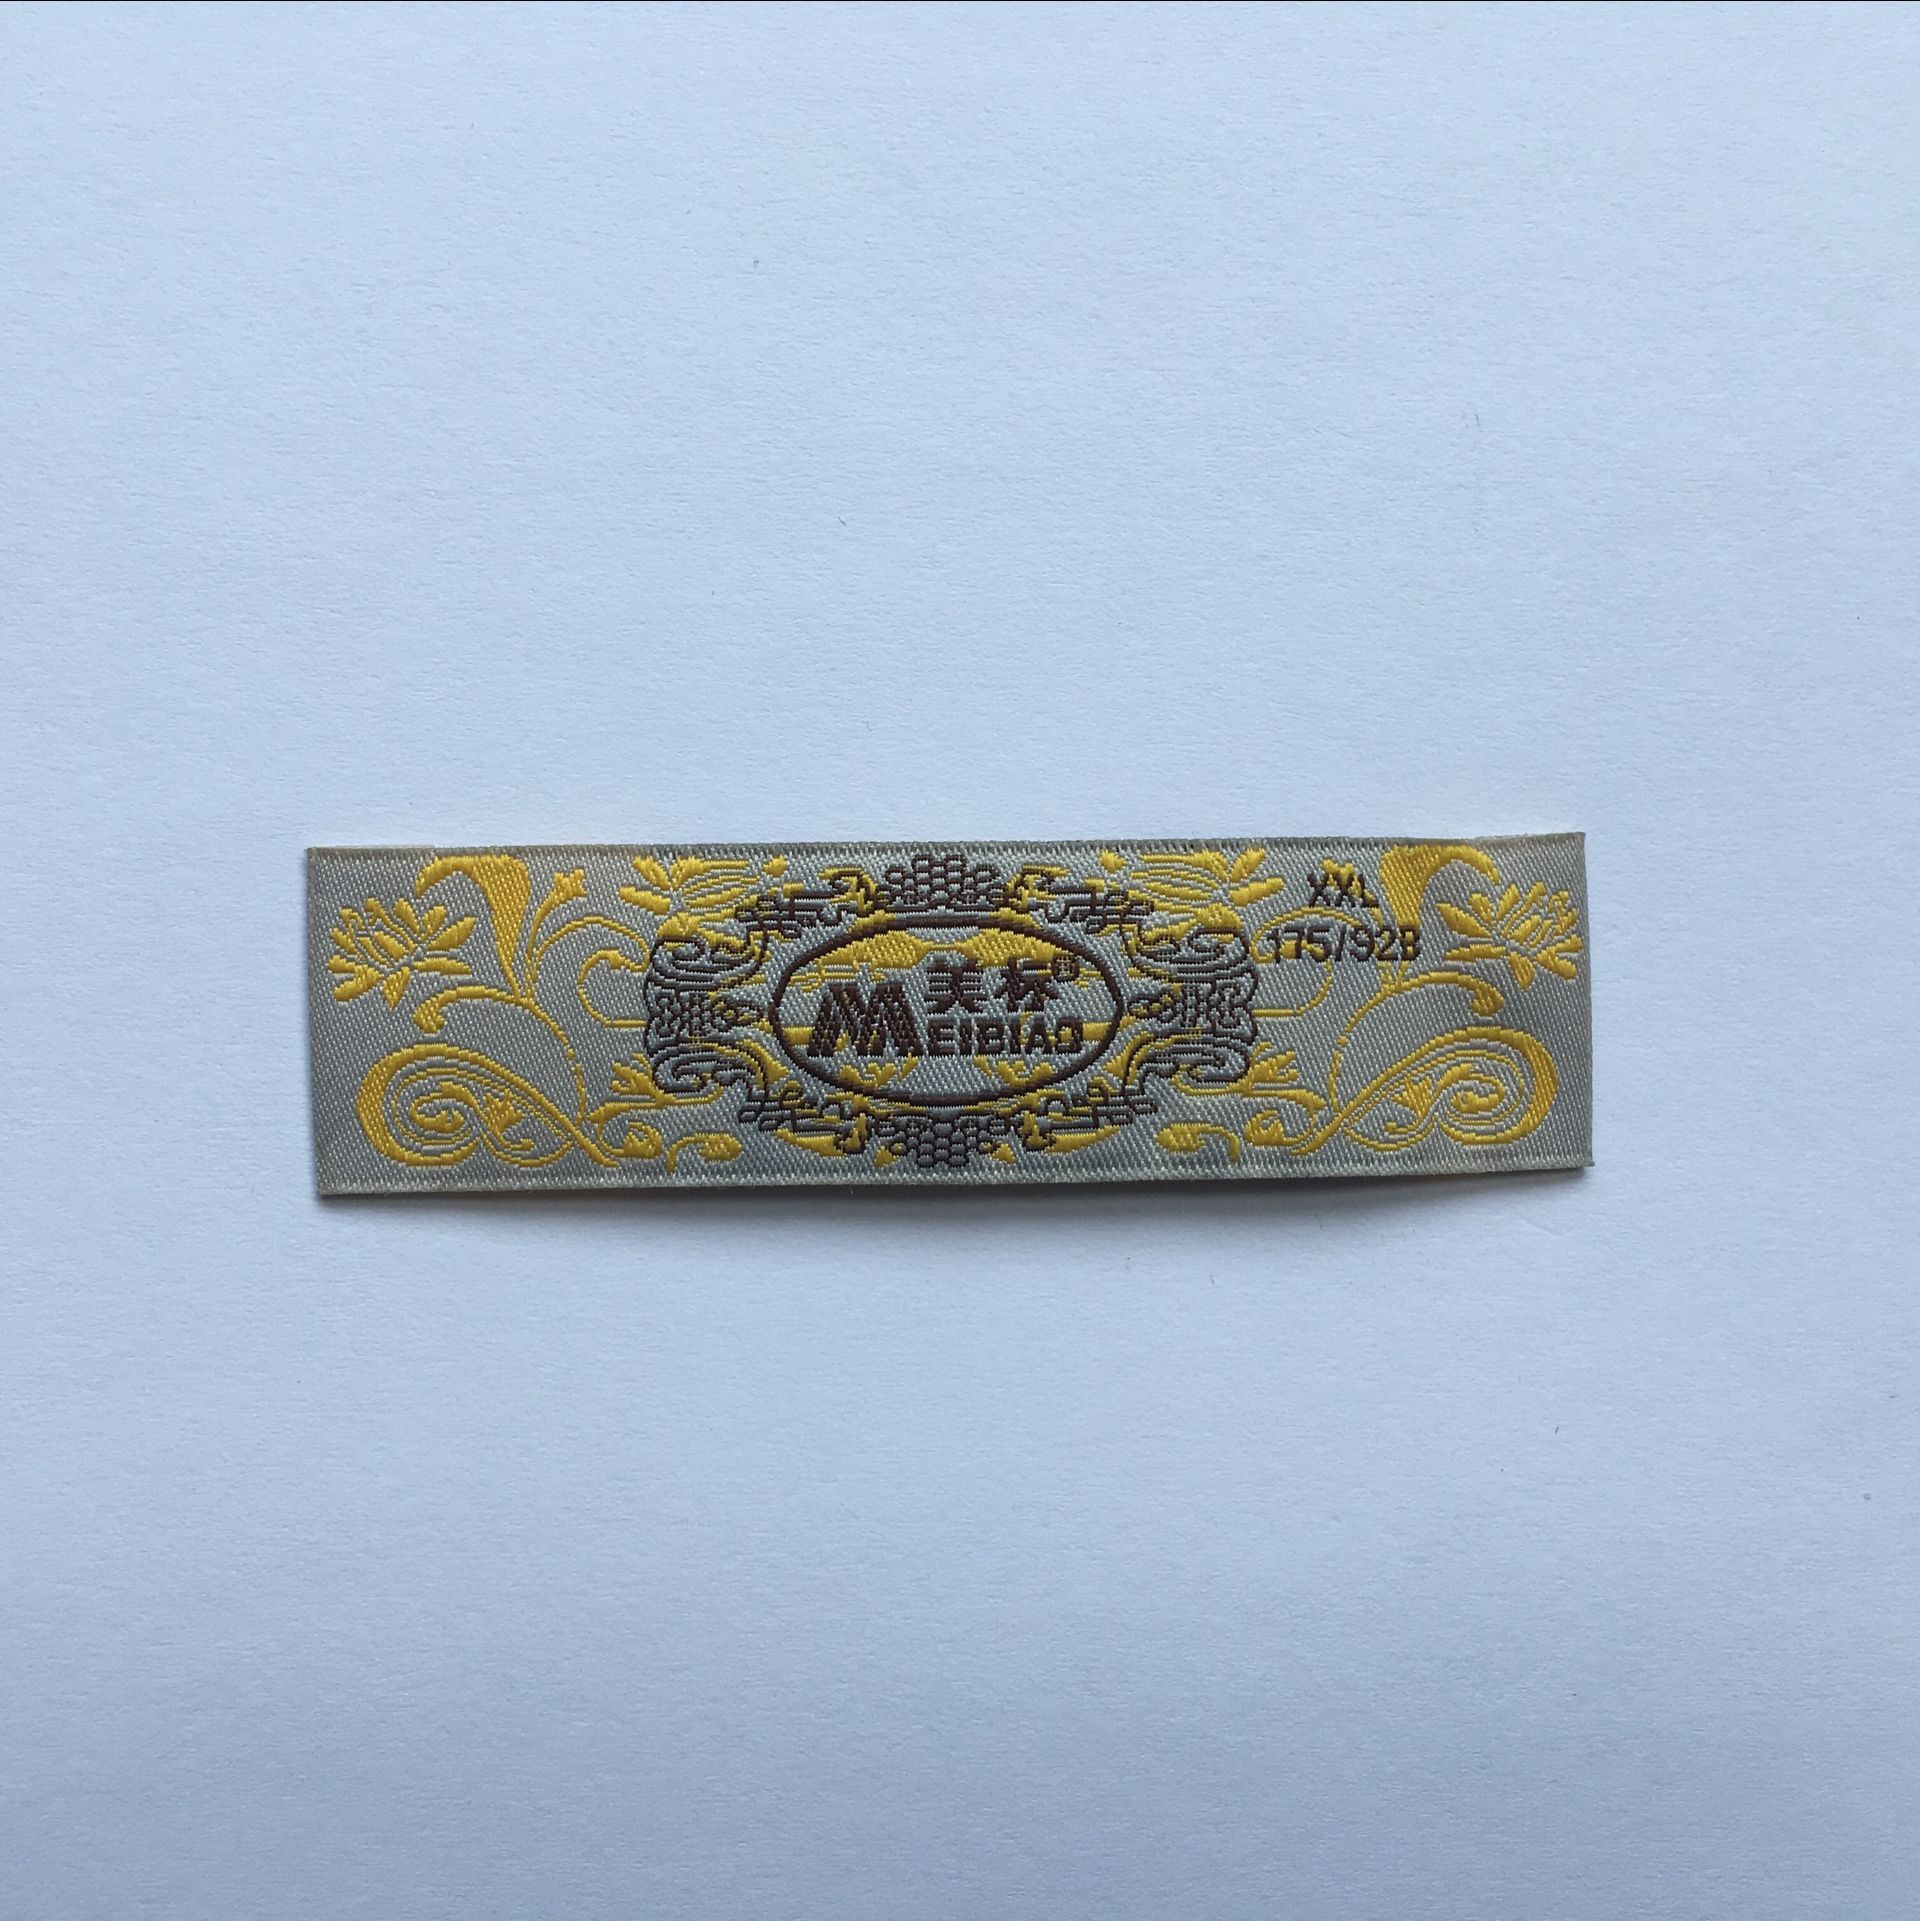 美标®
MEIBIAO
XXL
175/92B